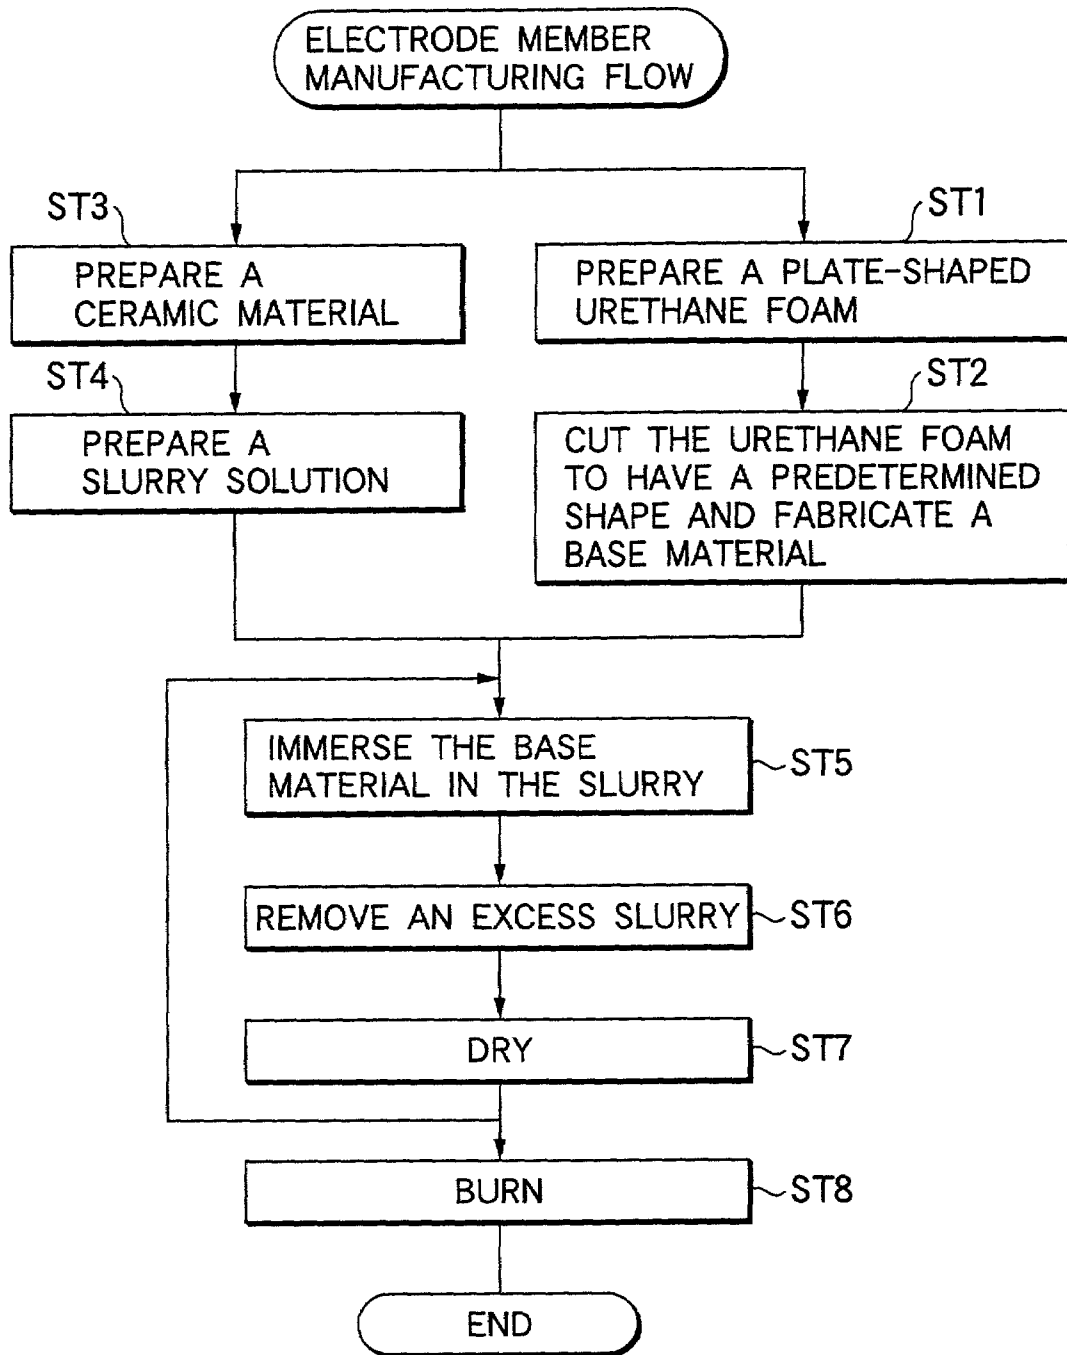 ELECTRODE MEMBER
MANUFACTURING FLOW
ST3
PREPARE A
CERAMIC MATERIAL
ST1
PREPARE A PLATE-SHAPED
URETHANE FOAM
ST4
PREPARE A
SLURRY SOLUTION
ST2
CUT THE URETHANE FOAM
TO HAVE A PREDETERMINED
SHAPE AND FABRICATE A
BASE MATERIAL
IMMERSE THE BASE
MATERIAL IN THE SLURRY
ST5
REMOVE AN EXCESS SLURRY
ST6
DRY
ST7
BURN
ST8
END